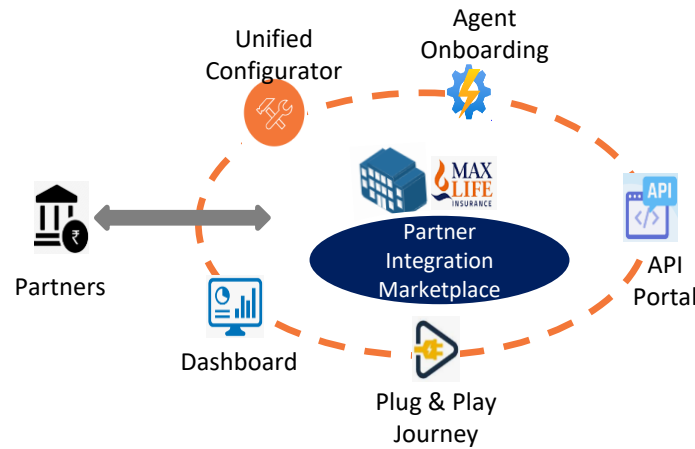 Agent
Onboarding
Unified
Configurator
MAX
LIFE
INSURANCE
API
Partner
Integration
Marketplace
₹
Partners
API
Portal
Dashboard
Plug & Play
Journey